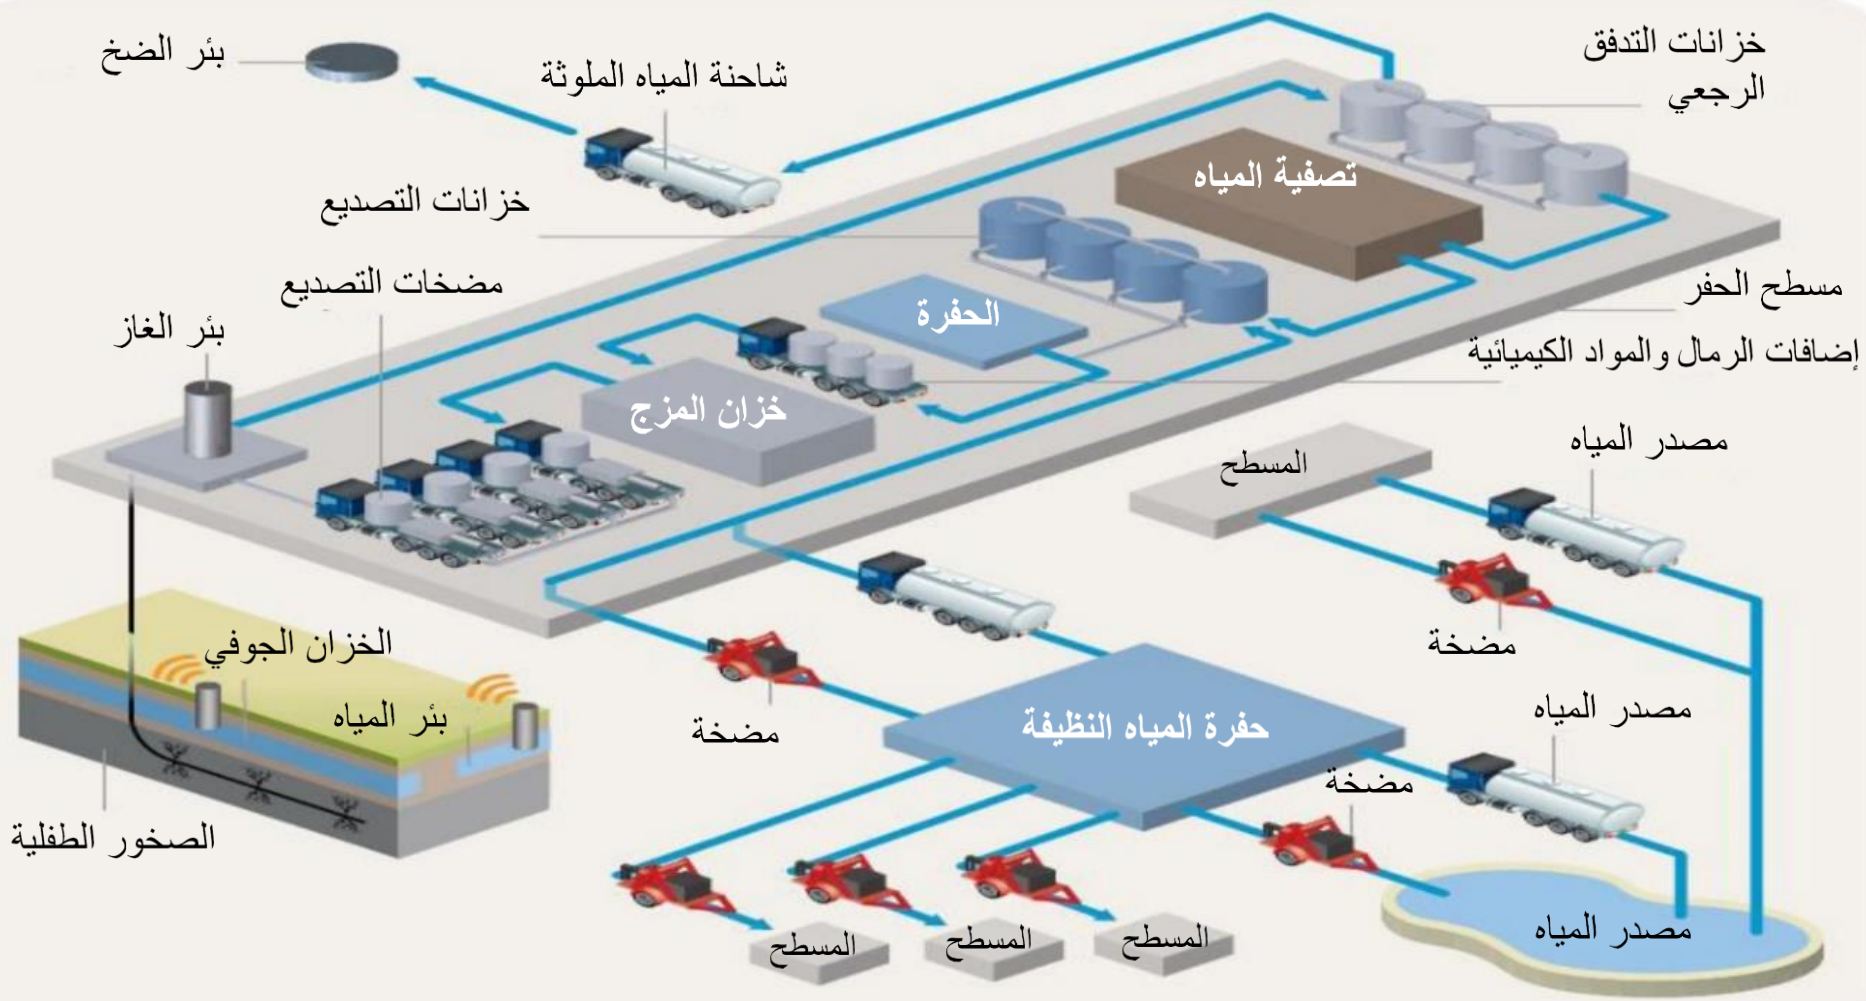 خزانات التدفق
الرجعي
بئر الضخ
شاحنة المياه الملوثة
تصفية المياه
خزانات التصديع
مضخات التصديع
مسطح الحفر
الحفرة
بئر الغاز
إضافات الرمال والمواد الكيميائية
خزان المزج
مصدر المياه
المسطح
مضخة
الخزان الجوفي
بئر المياه
مضخة
حفرة المياه النظيفة
مصدر المياه
مضخة
الصخور الطفلية
المسطح
المسطح
المسطح
مصدر المياه